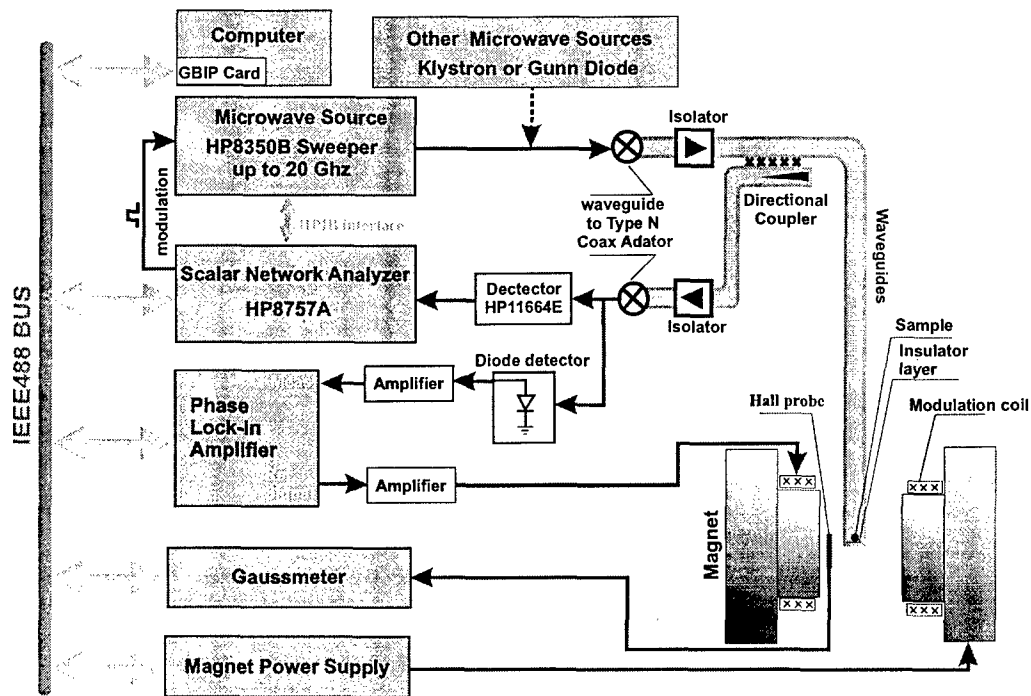 Computer
GBIP Card
Other Microwave Sources
Klystron or Gunn Diode
Microwave Source
HP8350B Sweeper
up to 20 Ghz
Isolator
modulation
HPIB interface
waveguide
to Type N
Coax Adator
Directional
Coupler
Waveguides
Scalar Network Analyzer
HP8757A
Dectector
HP11664E
Isolator
IEEE488 BUS
Diode detector
Amplifier
Phase
Lock-in
Amplifier
Amplifier
Sample
Insulator
layer
Hall probe
Modulation coil
Magnet
Gaussmeter
Magnet Power Supply